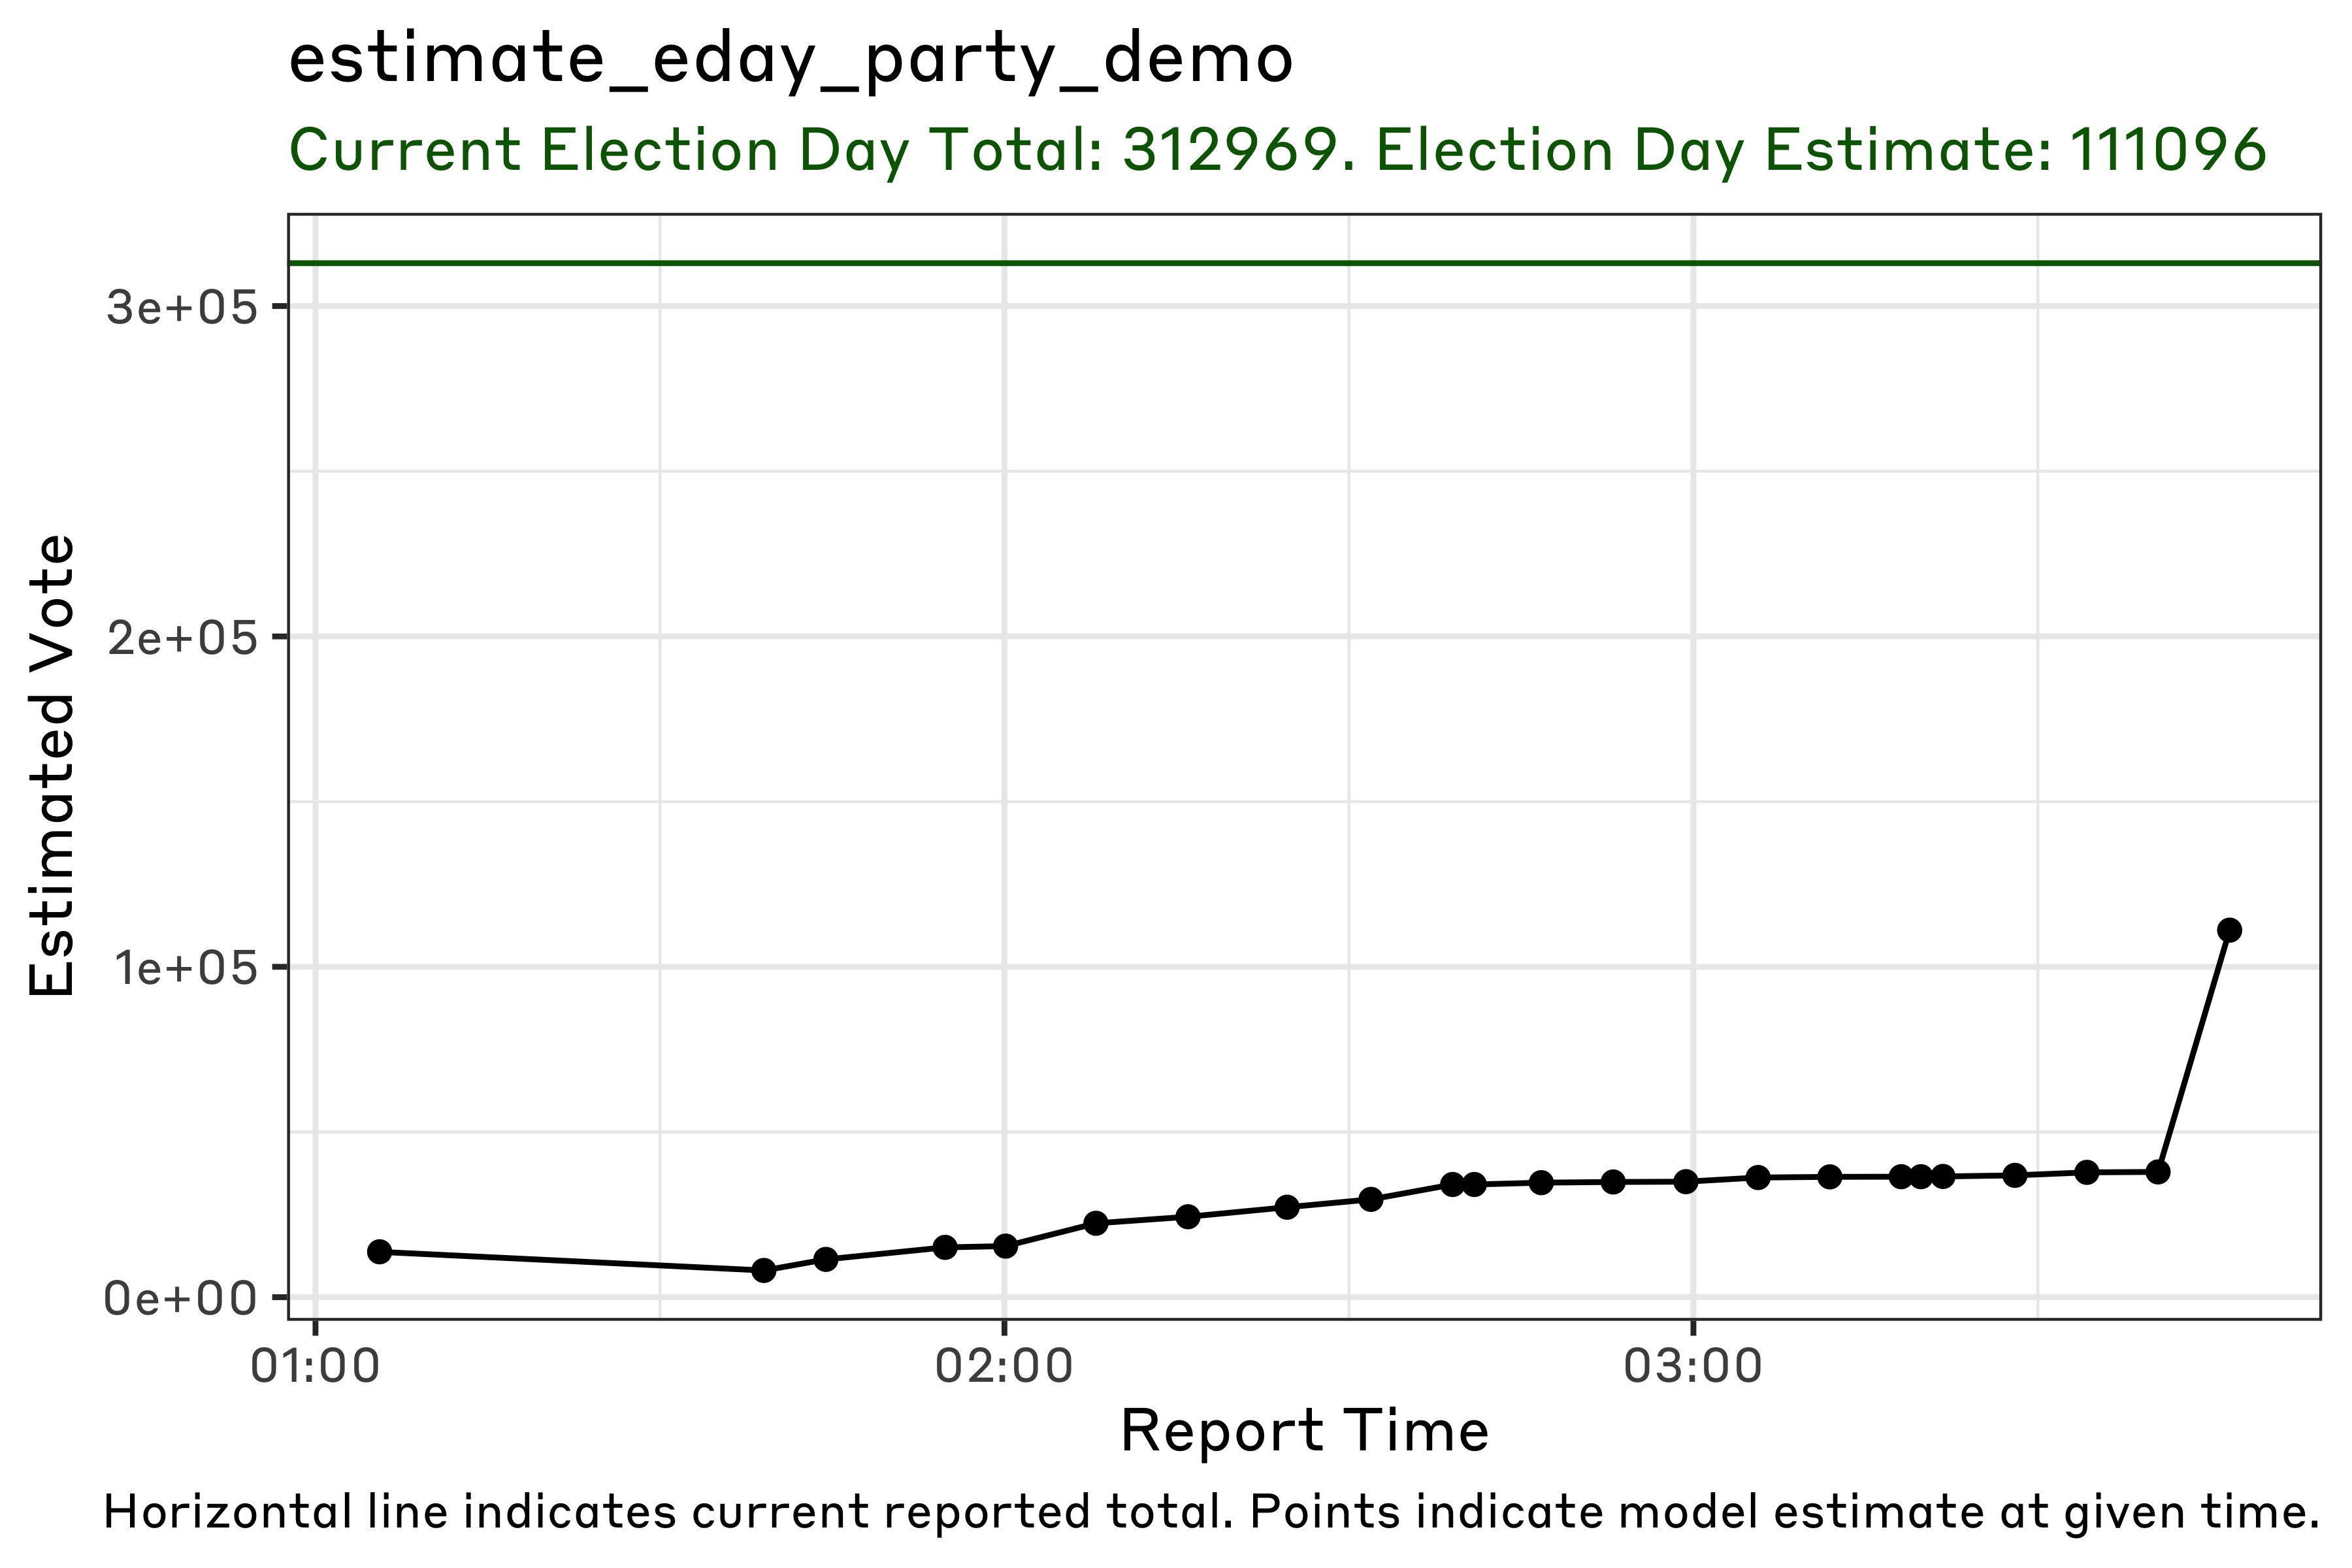 estimate_eday_party_demo
Current Election Day Total: 312969. Election Day Estimate: 111096
Estimated Vote
3e+05
2e+05
1e+05
0e+00
01:00 02:00 03:00
Report Time
Horizontal line indicates current reported total. Points indicate model estimate at given time.